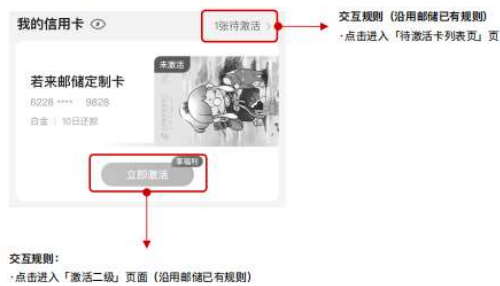 我的信用卡
1张待激活 >
交互规则（沿用邮储已有规则）
·点击进入「待激活卡列表页」页
未激活
若来邮储定制卡
6228 **** 9828
白金 | 10日还款
享福利
立即激活
交互规则：
·点击进入「激活二级」页面（沿用邮储已有规则）